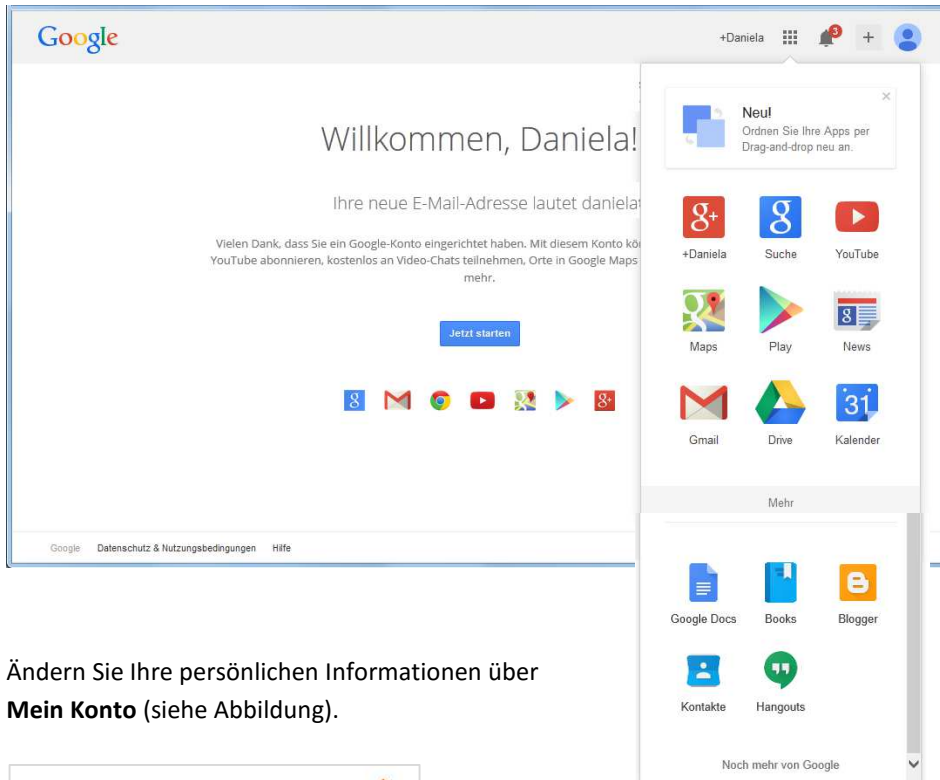 Google
+Daniela
3
+
Willkommen, Daniela!
Ihre neue E-Mail-Adresse lautet daniela
Vielen Dank, dass Sie ein Google-Konto eingerichtet haben. Mit diesem Konto kö
YouTube abonnieren, kostenlos an Video-Chats teilnehmen, Orte in Google Maps
mehr.
Jetzt starten
Google Datenschutz & Nutzungsbedingungen Hilfe
Neu!
Ordnen Sie Ihre Apps per
Drag-and-drop neu an.
+Daniela Suche YouTube
Maps Play News
31
Gmail Drive Kalender
Mehr
Google Docs Books Blogger
Kontakte Hangouts
Noch mehr von Google
Ändern Sie Ihre persönlichen Informationen über
Mein Konto (siehe Abbildung).